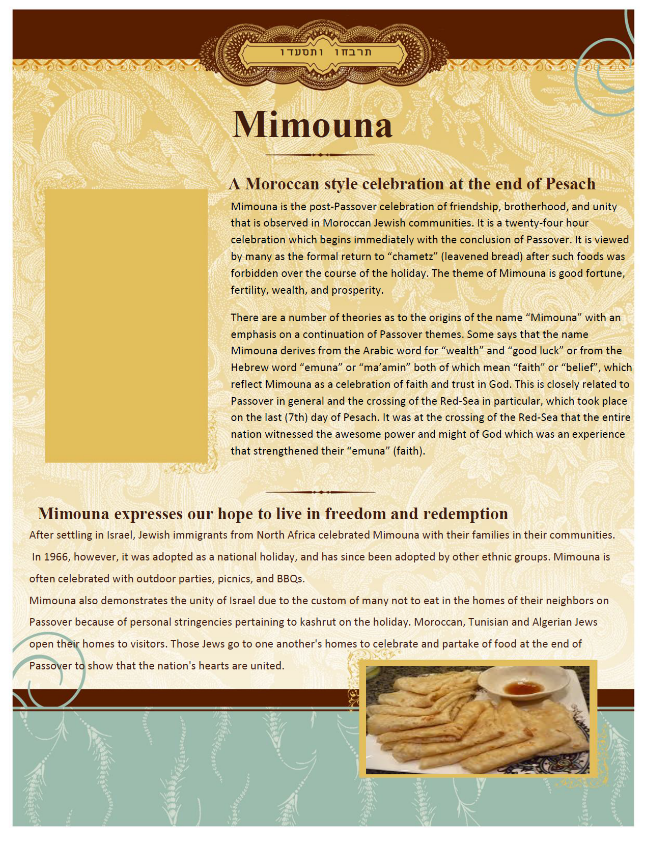 תרבחו ותסעדו
Mimouna
A Moroccan style celebration at the end of Pesach
Mimouna is the post-Passover celebration of friendship, brotherhood, and unity
that is observed in Moroccan Jewish communities. It is a twenty-four hour
celebration which begins immediately with the conclusion of Passover. It is viewed
by many as the formal return to “chametz” (leavened bread) after such foods was
forbidden over the course of the holiday. The theme of Mimouna is good fortune,
fertility, wealth, and prosperity.
There are a number of theories as to the origins of the name “Mimouna” with an
emphasis on a continuation of Passover themes. Some says that the name
Mimouna derives from the Arabic word for “wealth” and “good luck” or from the
Hebrew word “emuna” or “ma’amin” both of which mean “faith” or “belief”, which
reflect Mimouna as a celebration of faith and trust in God. This is closely related to
Passover in general and the crossing of the Red-Sea in particular, which took place
on the last (7th) day of Pesach. It was at the crossing of the Red-Sea that the entire
nation witnessed the awesome power and might of God which was an experience
that strengthened their “emuna” (faith).
Mimouna expresses our hope to live in freedom and redemption
After settling in Israel, Jewish immigrants from North Africa celebrated Mimouna with their families in their communities.
In 1966, however, it was adopted as a national holiday, and has since been adopted by other ethnic groups. Mimouna is
often celebrated with outdoor parties, picnics, and BBQs.
Mimouna also demonstrates the unity of Israel due to the custom of many not to eat in the homes of their neighbors on
Passover because of personal stringencies pertaining to kashrut on the holiday. Moroccan, Tunisian and Algerian Jews
open their homes to visitors. Those Jews go to one another's homes to celebrate and partake of food at the end of
Passover to show that the nation's hearts are united.